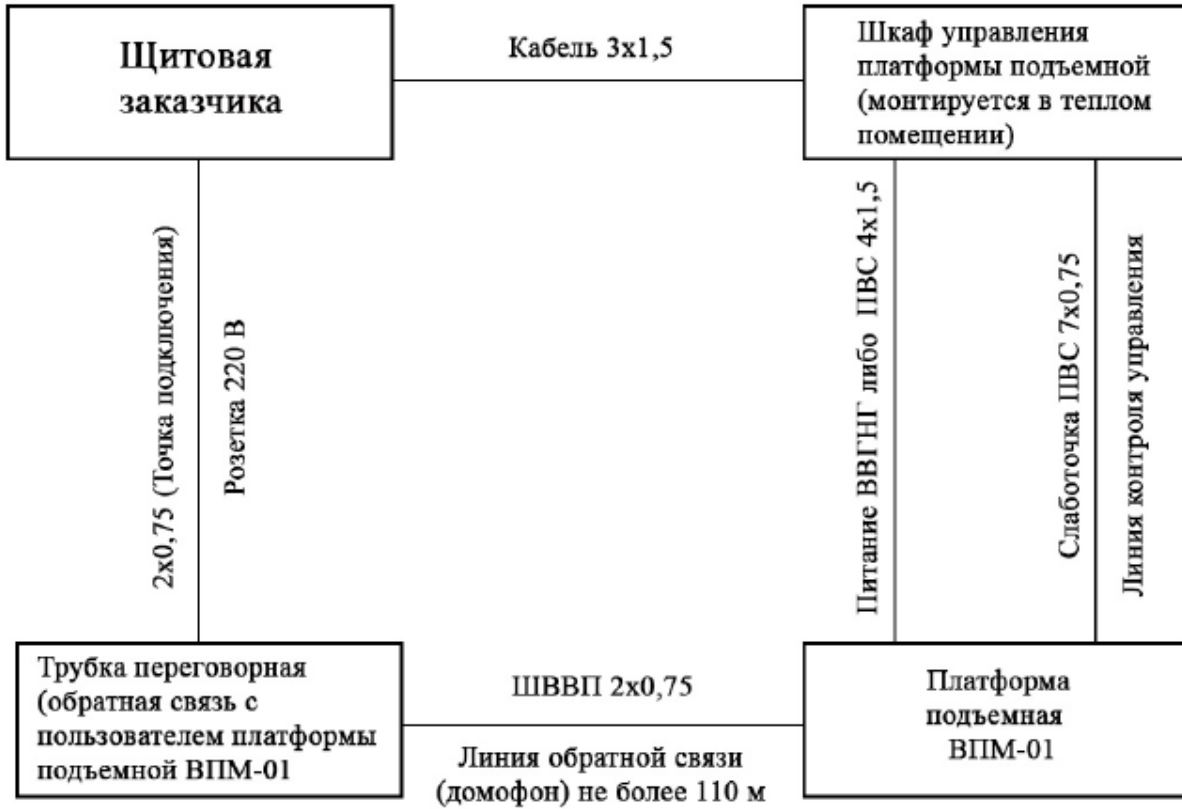 Щитовая
заказчика
Кабель 3х1,5
Шкаф управления
платформы подъемной
(монтируется в теплом
помещении)
2х0,75 (Точка подключения)
Розетка 220 В
Питание ВВГНГ либо  ПВС 4х1,5
Слаботочка ПВС 7х0,75
Линия контроля управления
Трубка переговорная
(обратная связь с
пользователем платформы
подъемной ВПМ-01
ШВВП 2х0,75
Линия обратной связи
(домофон) не более 110 м
Платформа
подъемная
ВПМ-01